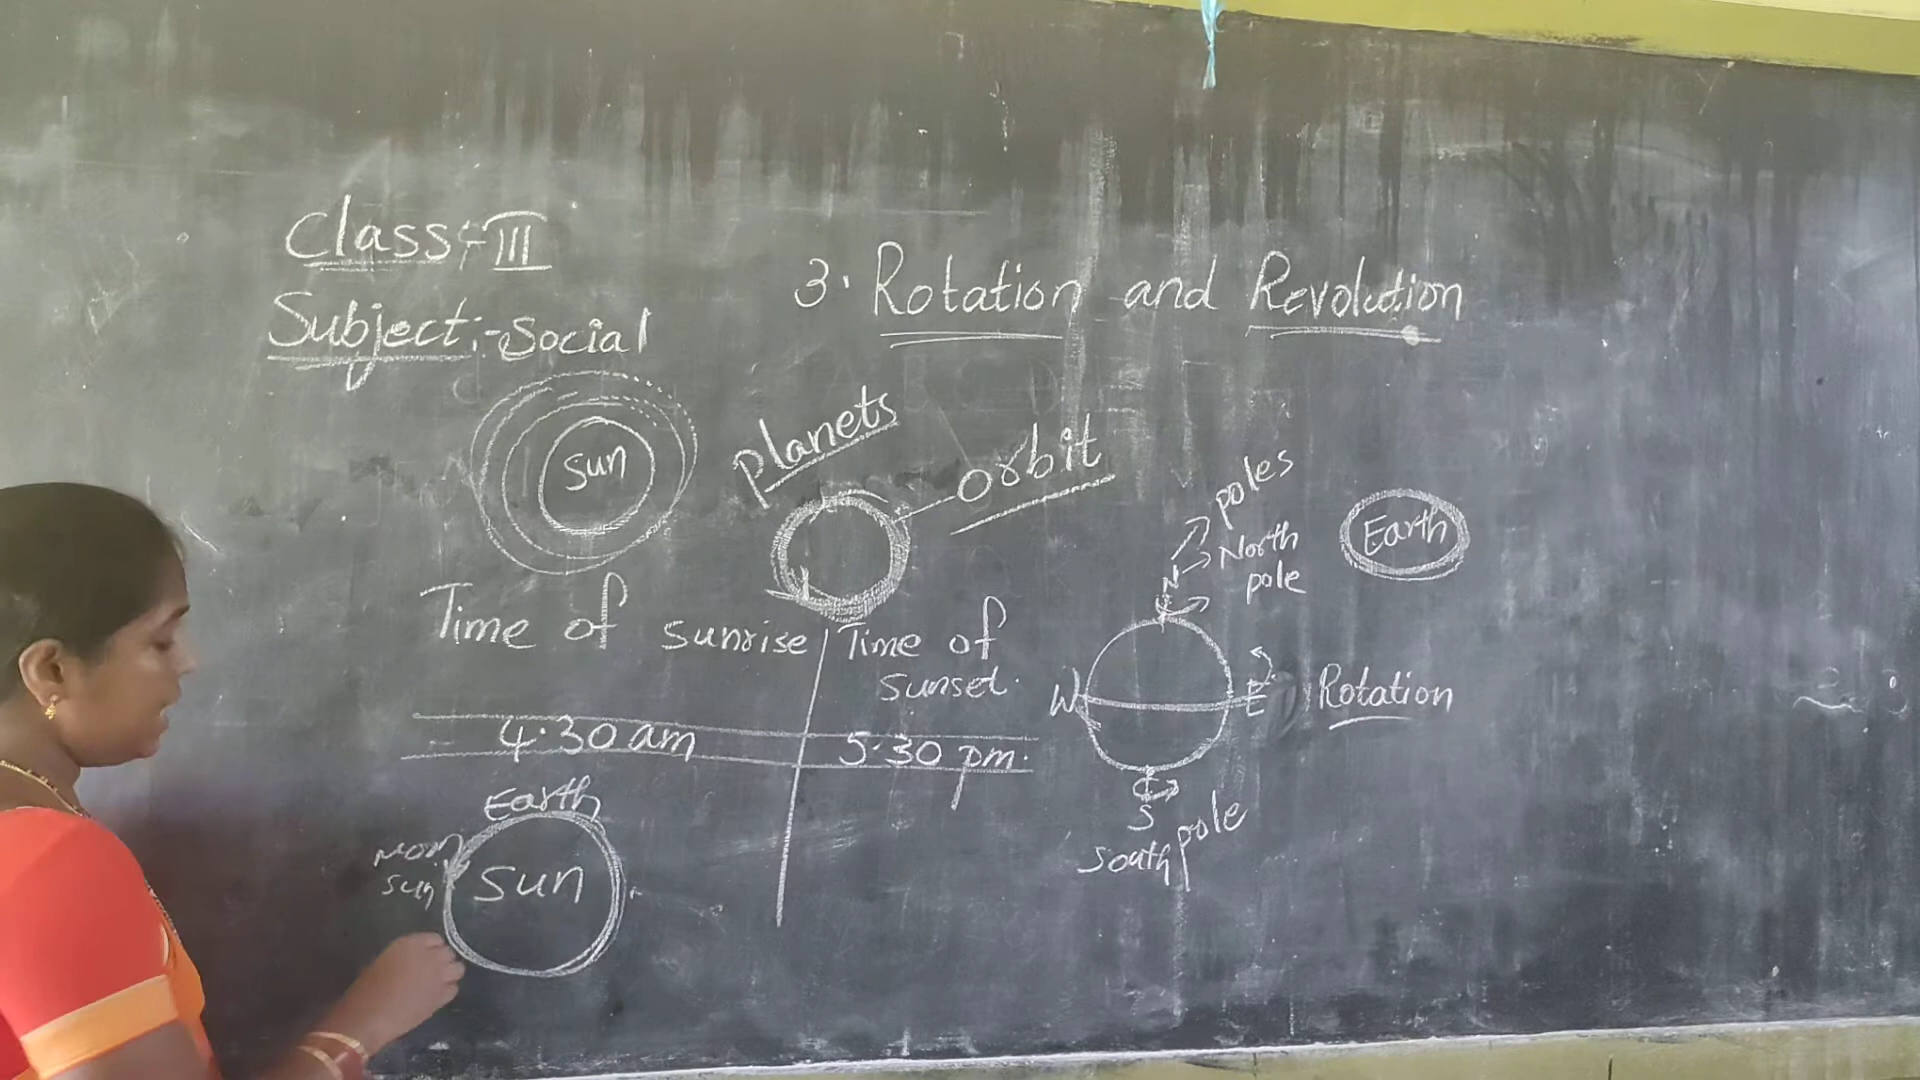 Class:-III
Subject:-Social
3. Rotation and Revolution
Sun
Planets
orbit
poles
North
pole
N
Earth
Time of sunrise
Time of
sunset.
W
E
Rotation
4.30 am
5.30 pm.
S
South pole
Earth
Sun